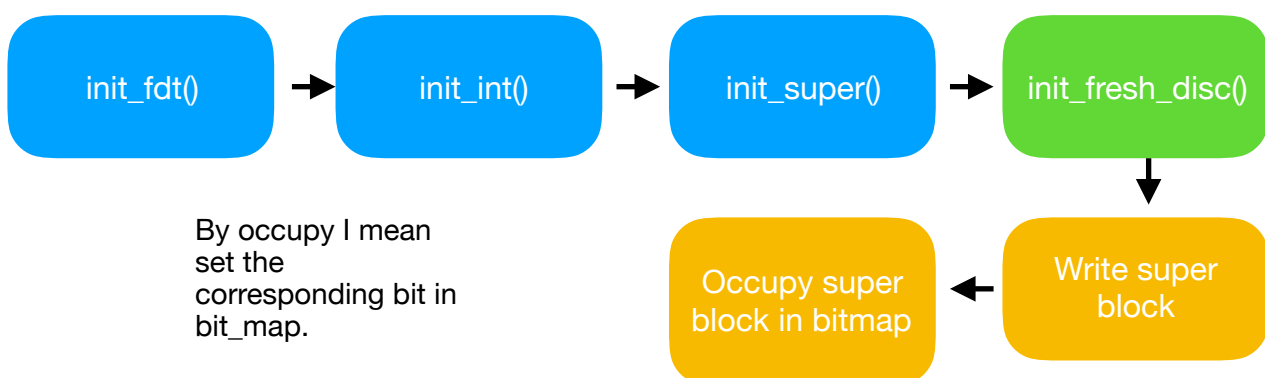 init_fdt()
init_int()
init_super()
init_fresh_disc()
By occupy I mean
set the
corresponding bit in
bit_map.
Occupy super
block in bitmap
Write super
block